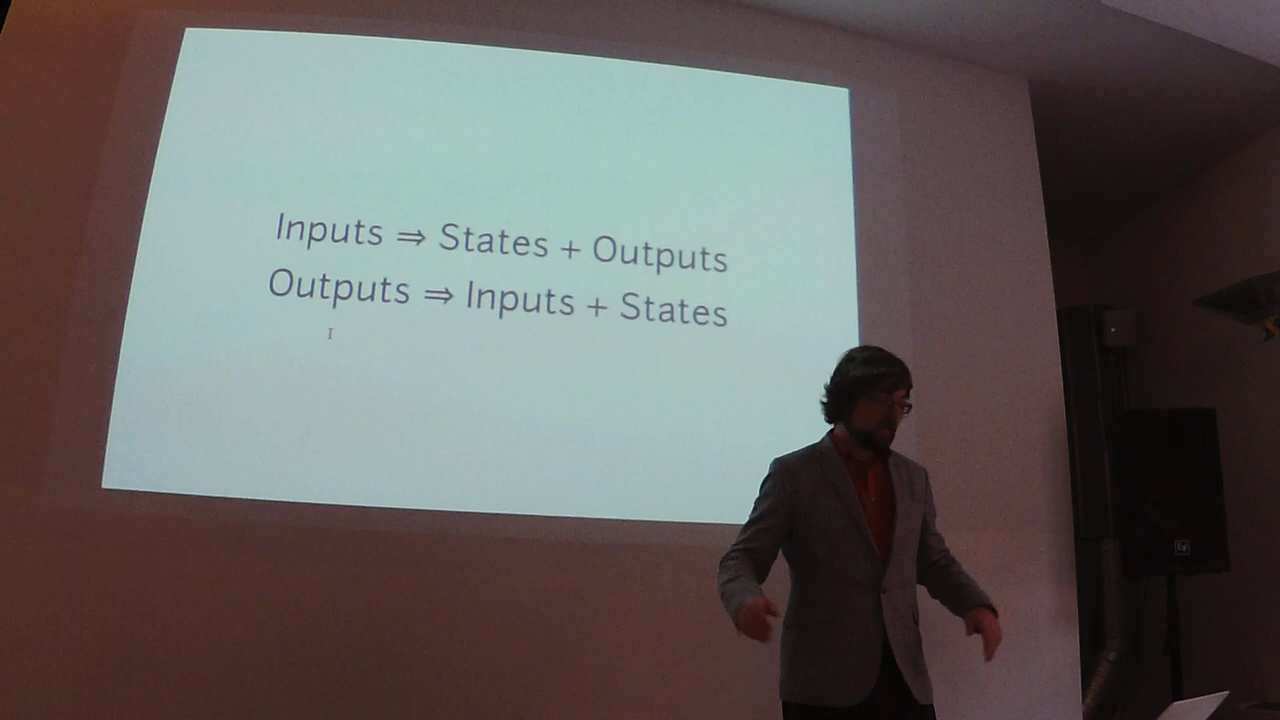 Inputs ⇒ States + Outputs
Outputs ⇒ Inputs + States